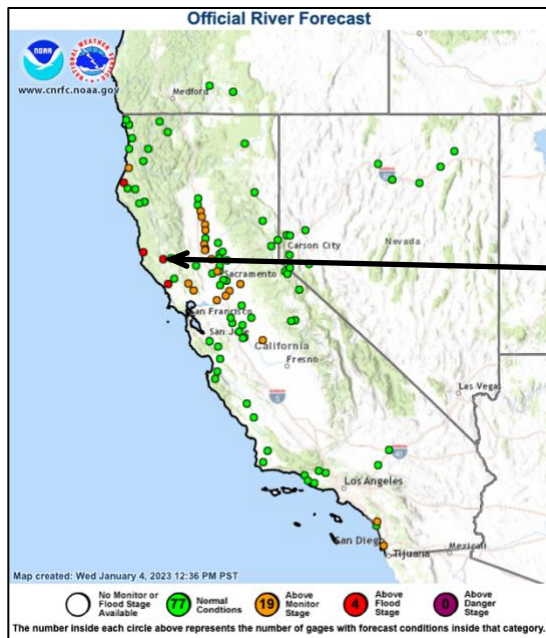 Official River Forecast
NOAA
www.cnrfc.noaa.gov
Medford
Carson City
Nevada
Sacramento
San Francisco
San Jose
California
Fresno
Las Vegas
Los Angeles
San Diego
Mexicali
Tijuana
Map created: Wed January 4, 2023 12:36 PM PST
No Monitor or
Flood Stage
Available
77
Normal
Condtions
19
Above
Monitor
Stage
4
Above
Flood
Stage
0
Above
Danger
Stage
The number inside each circle above represents the number of gages with forecast conditions inside that category.